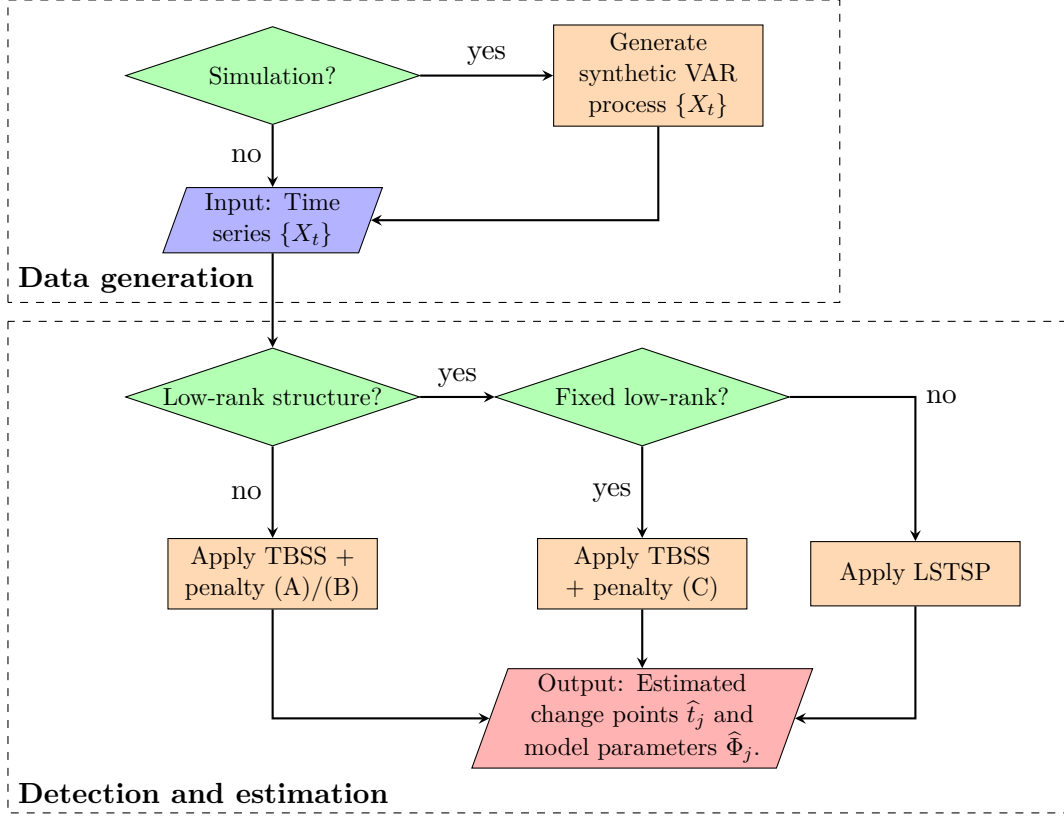 Simulation?
yes
Generate
synthetic VAR
process {X_t}
no
Input: Time
series {X_t}
Data generation
Low-rank structure?
yes
Fixed low-rank?
no
no
yes
Apply TBSS +
penalty (A)/(B)
Apply TBSS
+ penalty (C)
Apply LSTSP
Output: Estimated
change points \widehat{t}_j and
model parameters \widehat{Φ}_j.
Detection and estimation